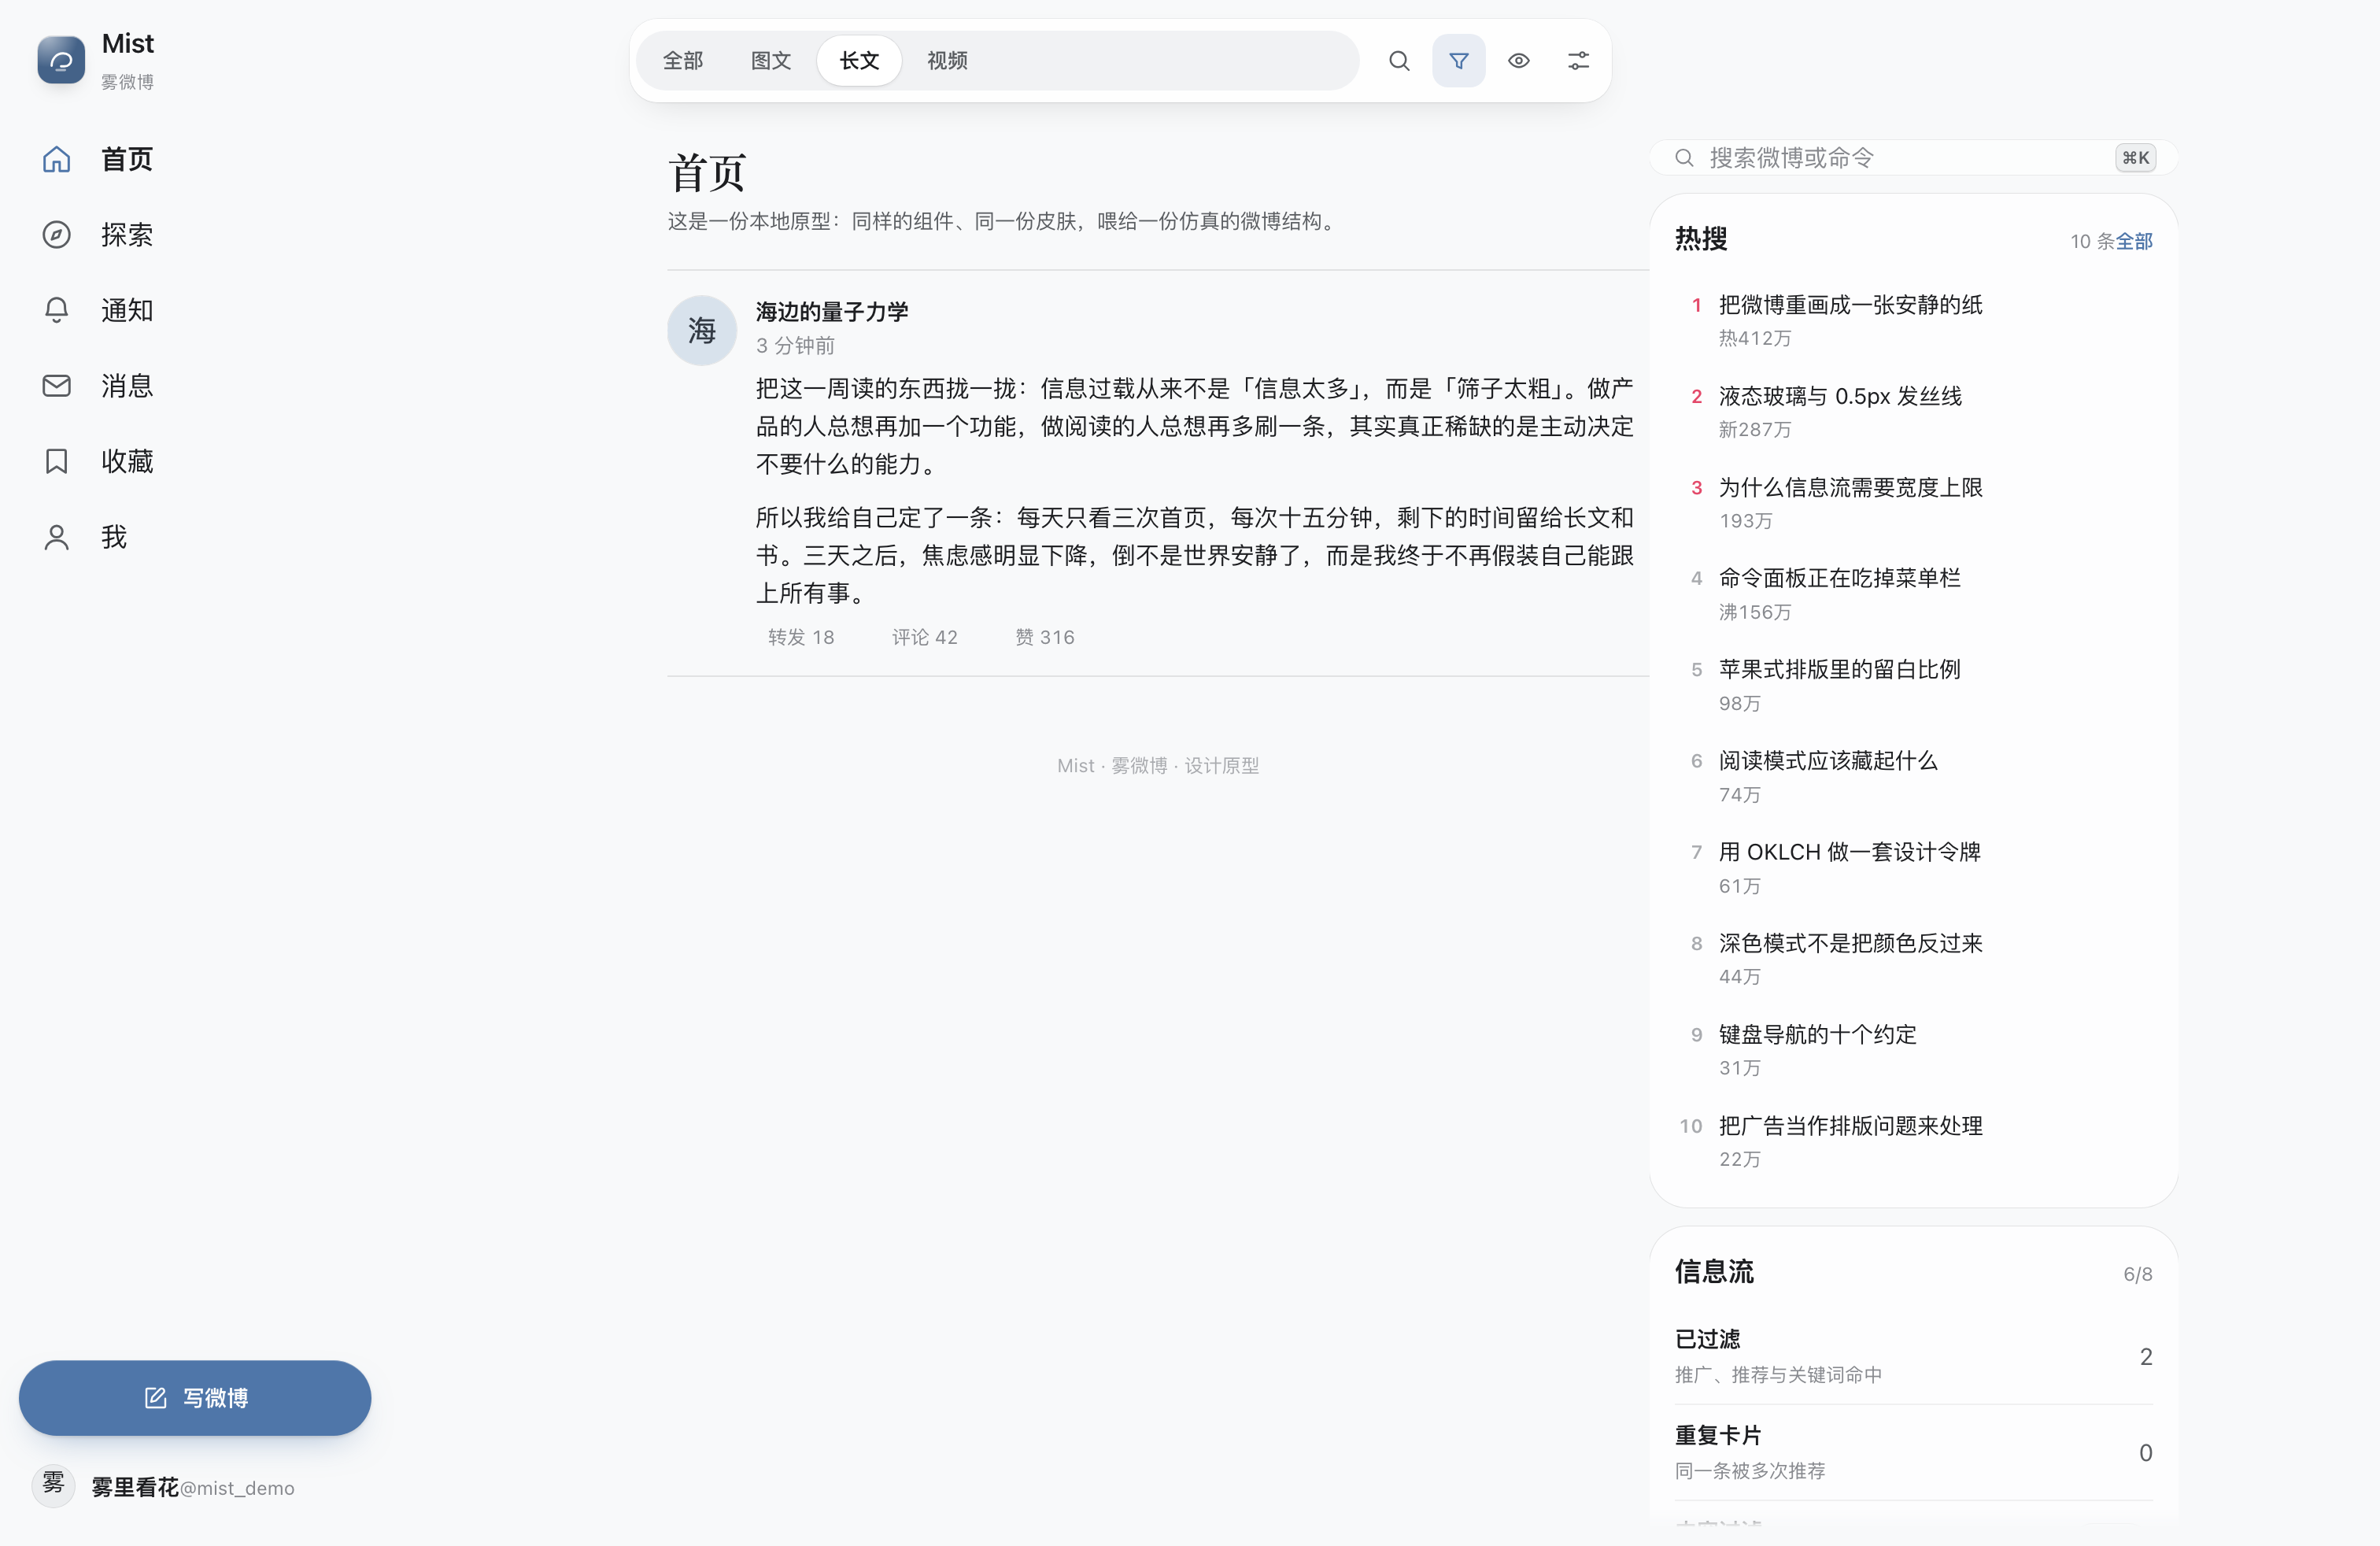 Mist
雾微博
首页
探索
通知
消息
收藏
我
写微博
雾
雾里看花@mist_demo
全部 图文 长文 视频
首页
这是一份本地原型：同样的组件、同一份皮肤，喂给一份仿真的微博结构。
海
海边的量子力学
3 分钟前
把这一周读的东西拢一拢：信息过载从来不是「信息太多」，而是「筛子太粗」。做产
品的人总想再加一个功能，做阅读的人总想再多刷一条，其实真正稀缺的是主动决定
不要什么的能力。
所以我给自己定了一条：每天只看三次首页，每次十五分钟，剩下的时间留给长文和
书。三天之后，焦虑感明显下降，倒不是世界安静了，而是我终于不再假装自己能跟
上所有事。
转发 18 评论 42 赞 316
Mist · 雾微博 · 设计原型
搜索微博或命令 ⌘K
热搜 10 条全部
1 把微博重画成一张安静的纸
热412万
2 液态玻璃与 0.5px 发丝线
新287万
3 为什么信息流需要宽度上限
193万
4 命令面板正在吃掉菜单栏
沸156万
5 苹果式排版里的留白比例
98万
6 阅读模式应该藏起什么
74万
7 用 OKLCH 做一套设计令牌
61万
8 深色模式不是把颜色反过来
44万
9 键盘导航的十个约定
31万
10 把广告当作排版问题来处理
22万
信息流 6/8
已过滤 2
推广、推荐与关键词命中
重复卡片 0
同一条被多次推荐